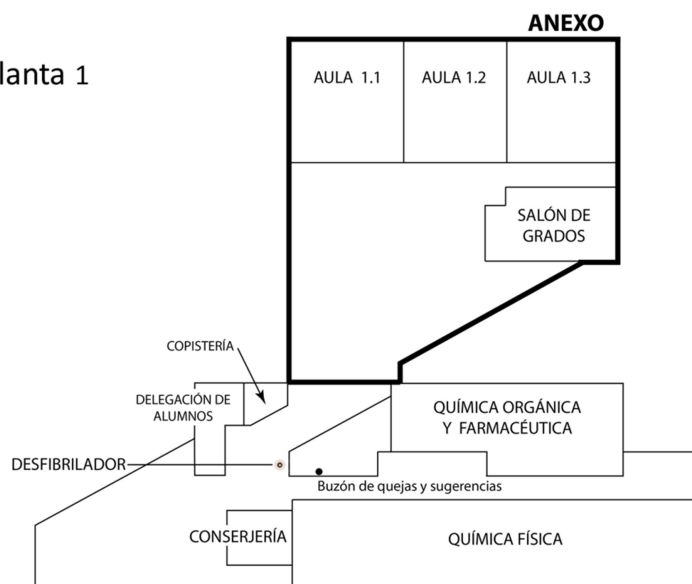 ANEXO
lanta 1
AULA 1.1
AULA 1.2
AULA 1.3
SALÓN DE
GRADOS
COPISTERÍA
DELEGACIÓN DE
ALUMNOS
QUÍMICA ORGÁNICA
Y FARMACÉUTICA
DESFIBRILADOR
Buzón de quejas y sugerencias
CONSERJERÍA
QUÍMICA FÍSICA